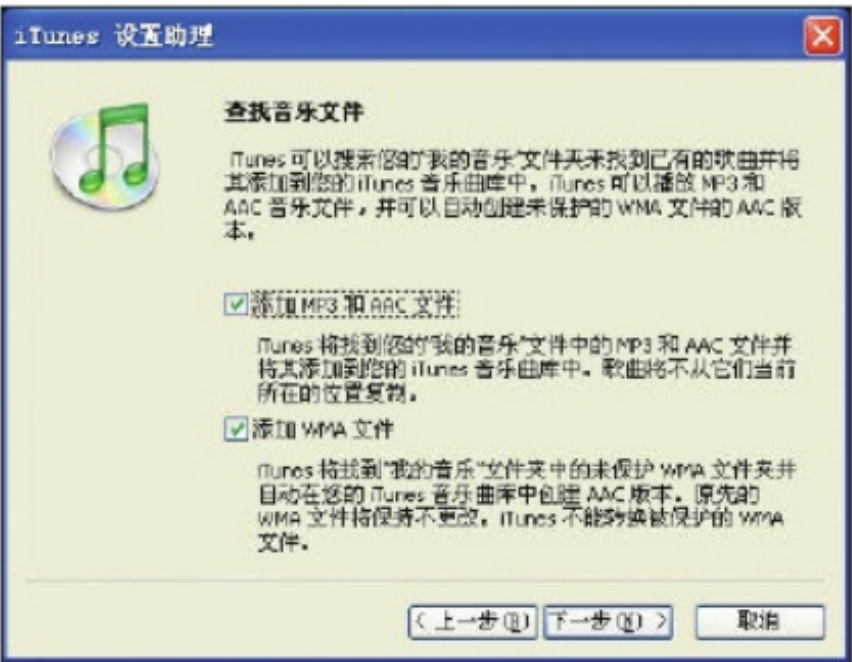 iTunes 设置助理
查找音乐文件
iTunes 可以搜索您的“我的音乐”文件夹来找到已有的歌曲并将
其添加到您的 iTunes 音乐曲库中。iTunes 可以播放 MP3 和
AAC 音乐文件，并可以自动创建未保护的 WMA 文件的 AAC 版
本。
添加 MP3 和 AAC 文件
iTunes 将找到您的“我的音乐”文件中的 MP3 和 AAC 文件并
将其添加到您的 iTunes 音乐曲库中。歌曲将不从它们当前
所在的位置复制。
添加 WMA 文件
iTunes 将找到“我的音乐”文件夹中的未保护 WMA 文件夹并
自动在您的 iTunes 音乐曲库中创建 AAC 版本。原先的
WMA 文件将保持不更改。iTunes 不能转换被保护的 WMA
文件。
< 上一步(B) 下一步(N) > 取消